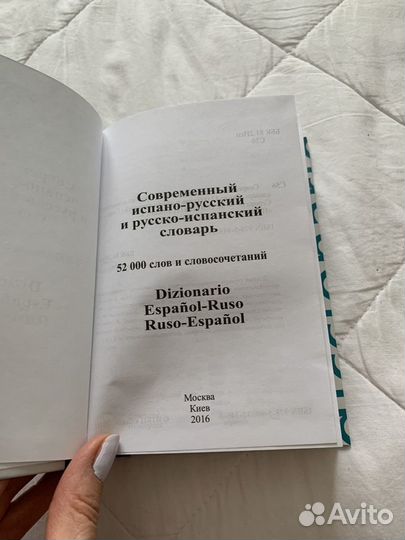 Современный
испано-русский
и русско-испанский
словарь
52 000 слов и словосочетаний
Dizionario
Español-Ruso
Ruso-Español
Москва
Киев
2016
Avito